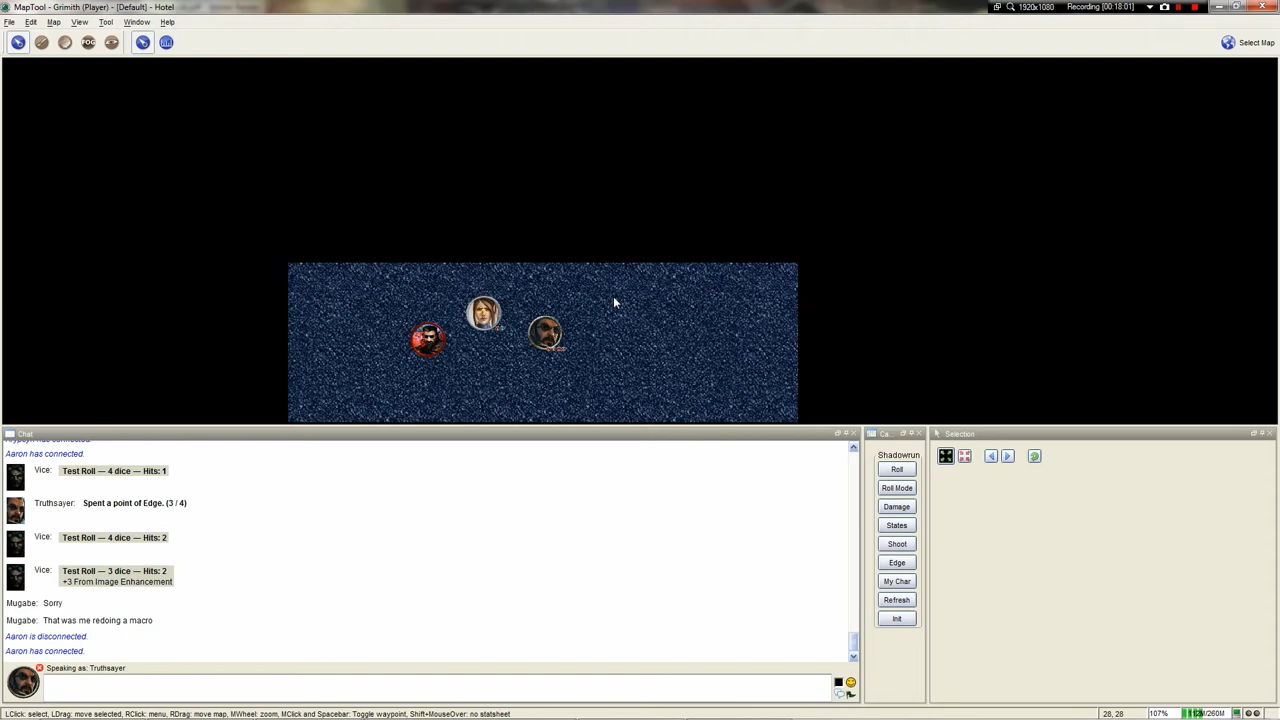 MapTool - Grimith (Player) - [Default] - Hotel
1920x1080
Recording [00:18:01)
File Edit Map View Tool Window Help
POG
Select Map
Chat
Aaron has connected.
Vice: Test Roll — 4 dice — Hits: 1
Truthsayer: Spent a point of Edge. (3 / 4)
Vice: Test Roll — 4 dice — Hits: 2
Vice: Test Roll — 3 dice — Hits: 2
+3 From Image Enhancement
Mugabe: Sorry
Mugabe: That was me redoing a macro
Aaron is disconnected.
Aaron has connected.
Speaking as: Truthsayer
Ca...
Shadowrun
Roll
Roll Mode
Damage
States
Shoot
Edge
My Char
Refresh
Init
Selection
LClick: select, LDrag: move selected, RClick: menu, RDrag: move map, MWheel: zoom, MClick and Spacebar: Toggle waypoint, Shift+MouseOver: no statsheet
28, 28
107%